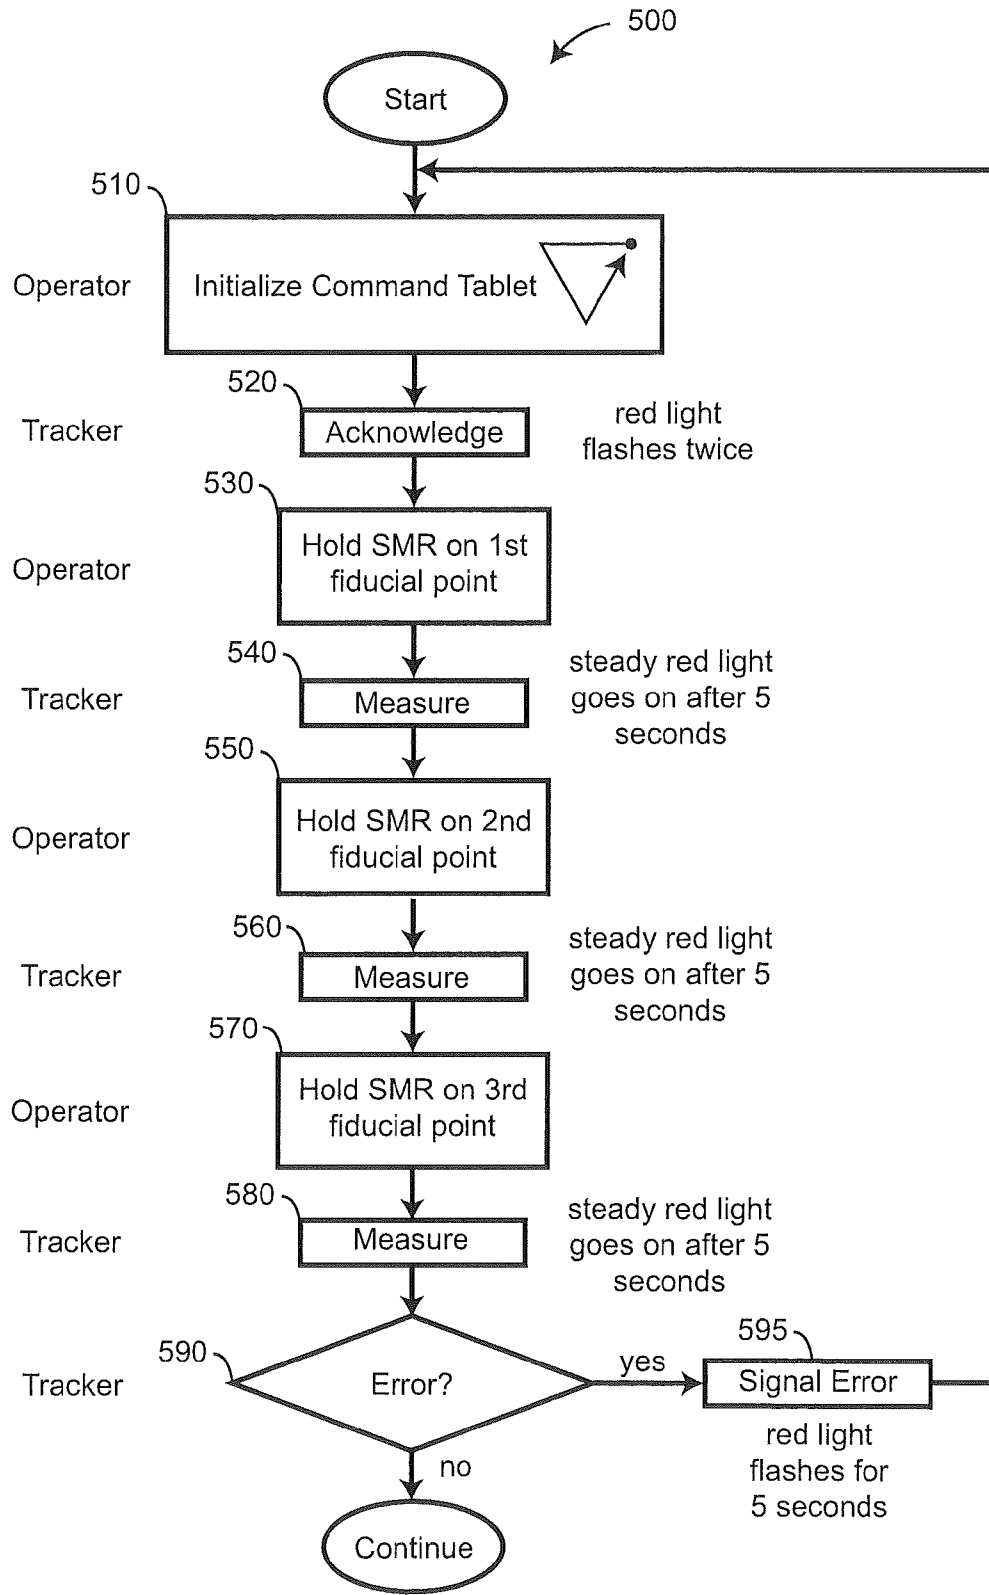 500
Start
510
Operator
Initialize Command Tablet
520
Tracker
Acknowledge
red light
flashes twice
530
Operator
Hold SMR on 1st
fiducial point
540
Tracker
Measure
steady red light
goes on after 5
seconds
550
Operator
Hold SMR on 2nd
fiducial point
560
Tracker
Measure
steady red light
goes on after 5
seconds
570
Operator
Hold SMR on 3rd
fiducial point
580
Tracker
Measure
steady red light
goes on after 5
seconds
590
Tracker
Error?
yes
595
Signal Error
red light
flashes for
5 seconds
no
Continue